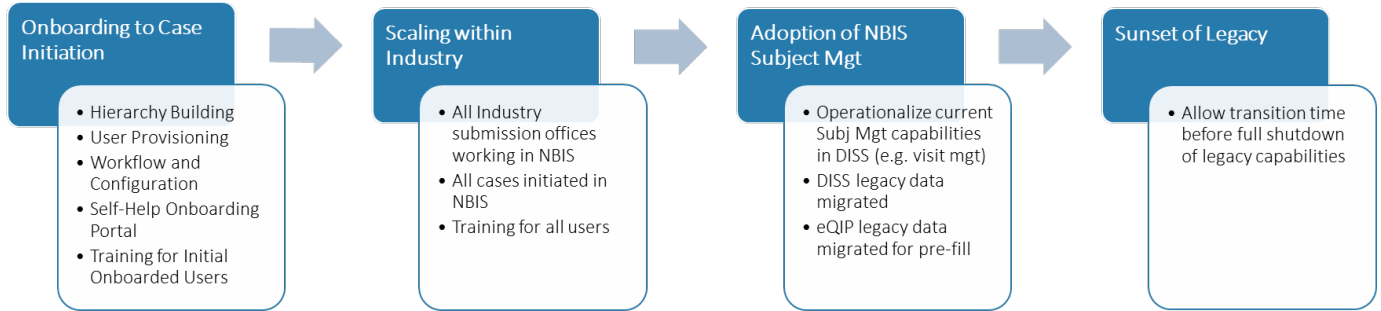 Onboarding to Case
Initiation
• Hierarchy Building
• User Provisioning
• Workflow and
Configuration
• Self-Help Onboarding
Portal
• Training for Initial
Onboarded Users
Scaling within
Industry
• All Industry
submission offices
working in NBIS
• All cases initiated in
NBIS
• Training for all users
Adoption of NBIS
Subject Mgt
• Operationalize current
Subj Mgt capabilities
in DISS (e.g. visit mgt)
• DISS legacy data
migrated
• eQIP legacy data
migrated for pre-fill
Sunset of Legacy
• Allow transition time
before full shutdown
of legacy capabilities